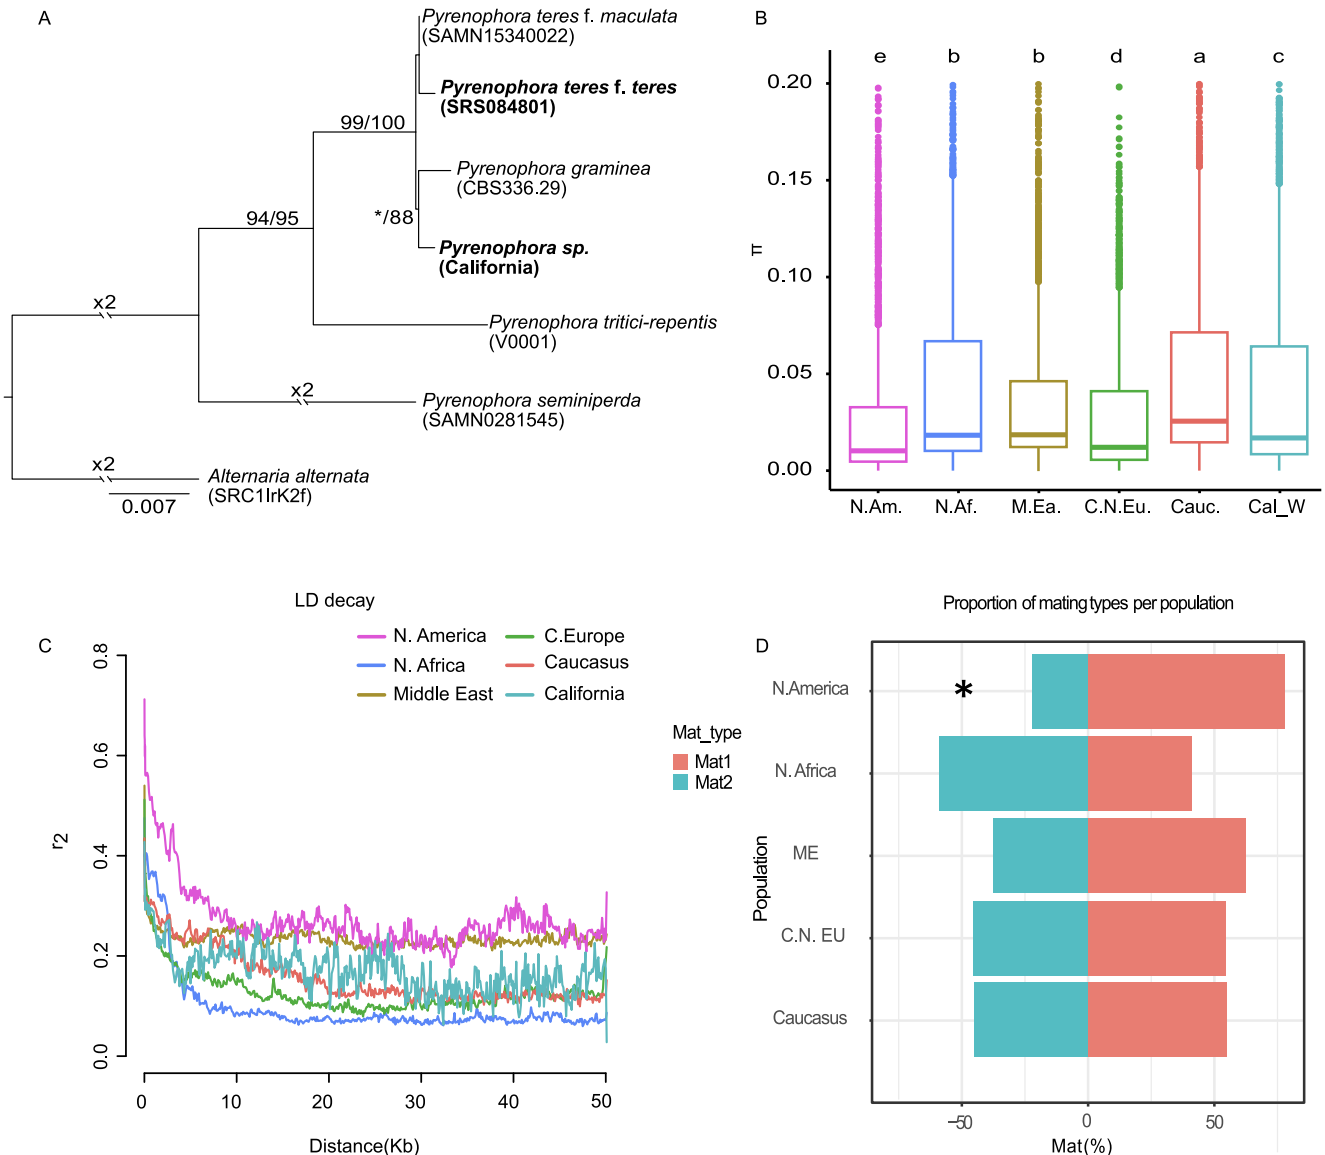 A
Pyrenophora teres f. maculata
(SAMN15340022)
Pyrenophora teres f. teres
(SRS084801)
99/100
Pyrenophora graminea
(CBS336.29)
*/88
94/95
Pyrenophora sp.
(California)
x2
Pyrenophora tritici-repentis
(V0001)
x2
Pyrenophora seminiperda
(SAMN0281545)
x2
Alternaria alternata
(SRC1lrK2f)
0.007
B
e b b d a c
0.20
0.15
π
0.10
0.05
0.00
N.Am. N.Af. M.Ea. C.N.Eu. Cauc. Cal_W
LD decay
C
N. America
N. Africa
Middle East
C.Europe
Caucasus
California
0.8
0.6
r2
0.4
0.2
0.0
0 10 20 30 40 50
Distance(Kb)
Proportion of mating types per population
D
Mat_type
Mat1
Mat2
N.America
*
N. Africa
ME
Population
C.N. EU
Caucasus
−50 0 50
Mat(%)